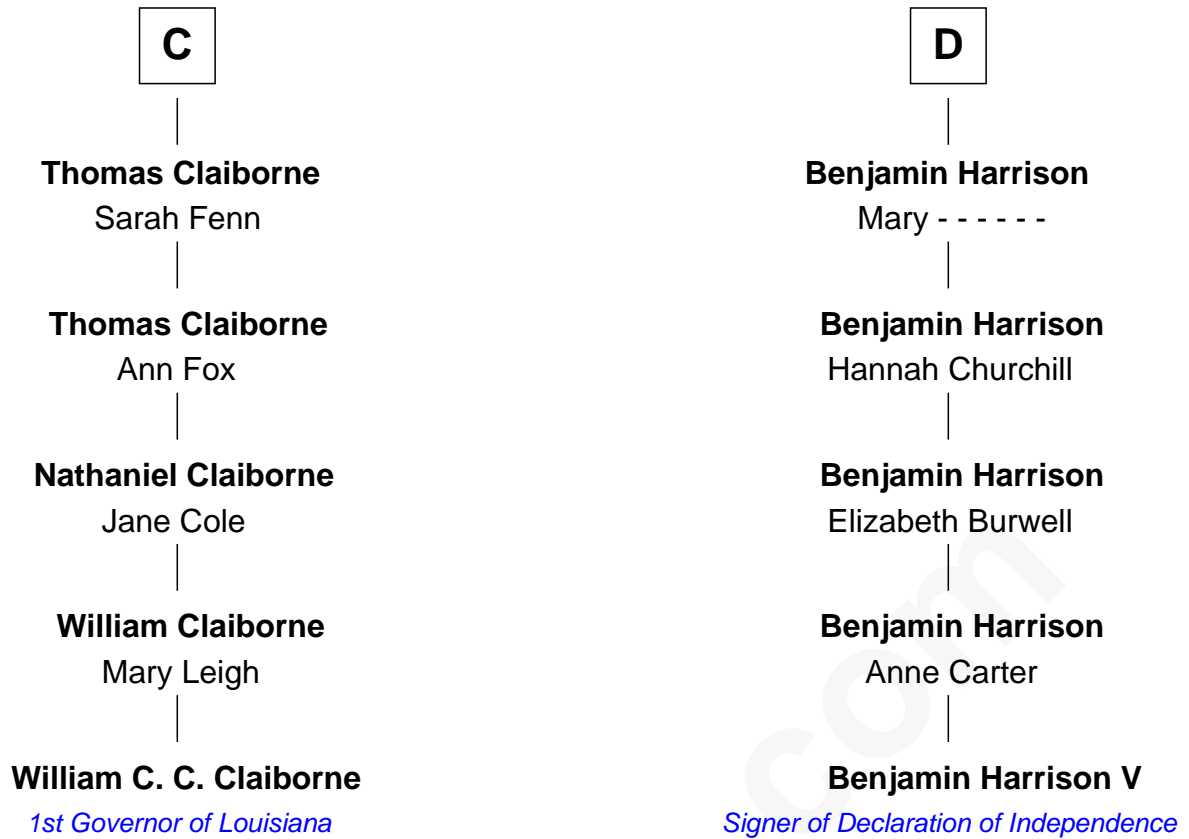 C
Thomas Claiborne
Sarah Fenn
Thomas Claiborne
Ann Fox
Nathaniel Claiborne
Jane Cole
William Claiborne
Mary Leigh
William C. C. Claiborne
1st Governor of Louisiana
D
Benjamin Harrison
Mary - - - - - -
Benjamin Harrison
Hannah Churchill
Benjamin Harrison
Elizabeth Burwell
Benjamin Harrison
Anne Carter
Benjamin Harrison V
Signer of Declaration of Independence
com